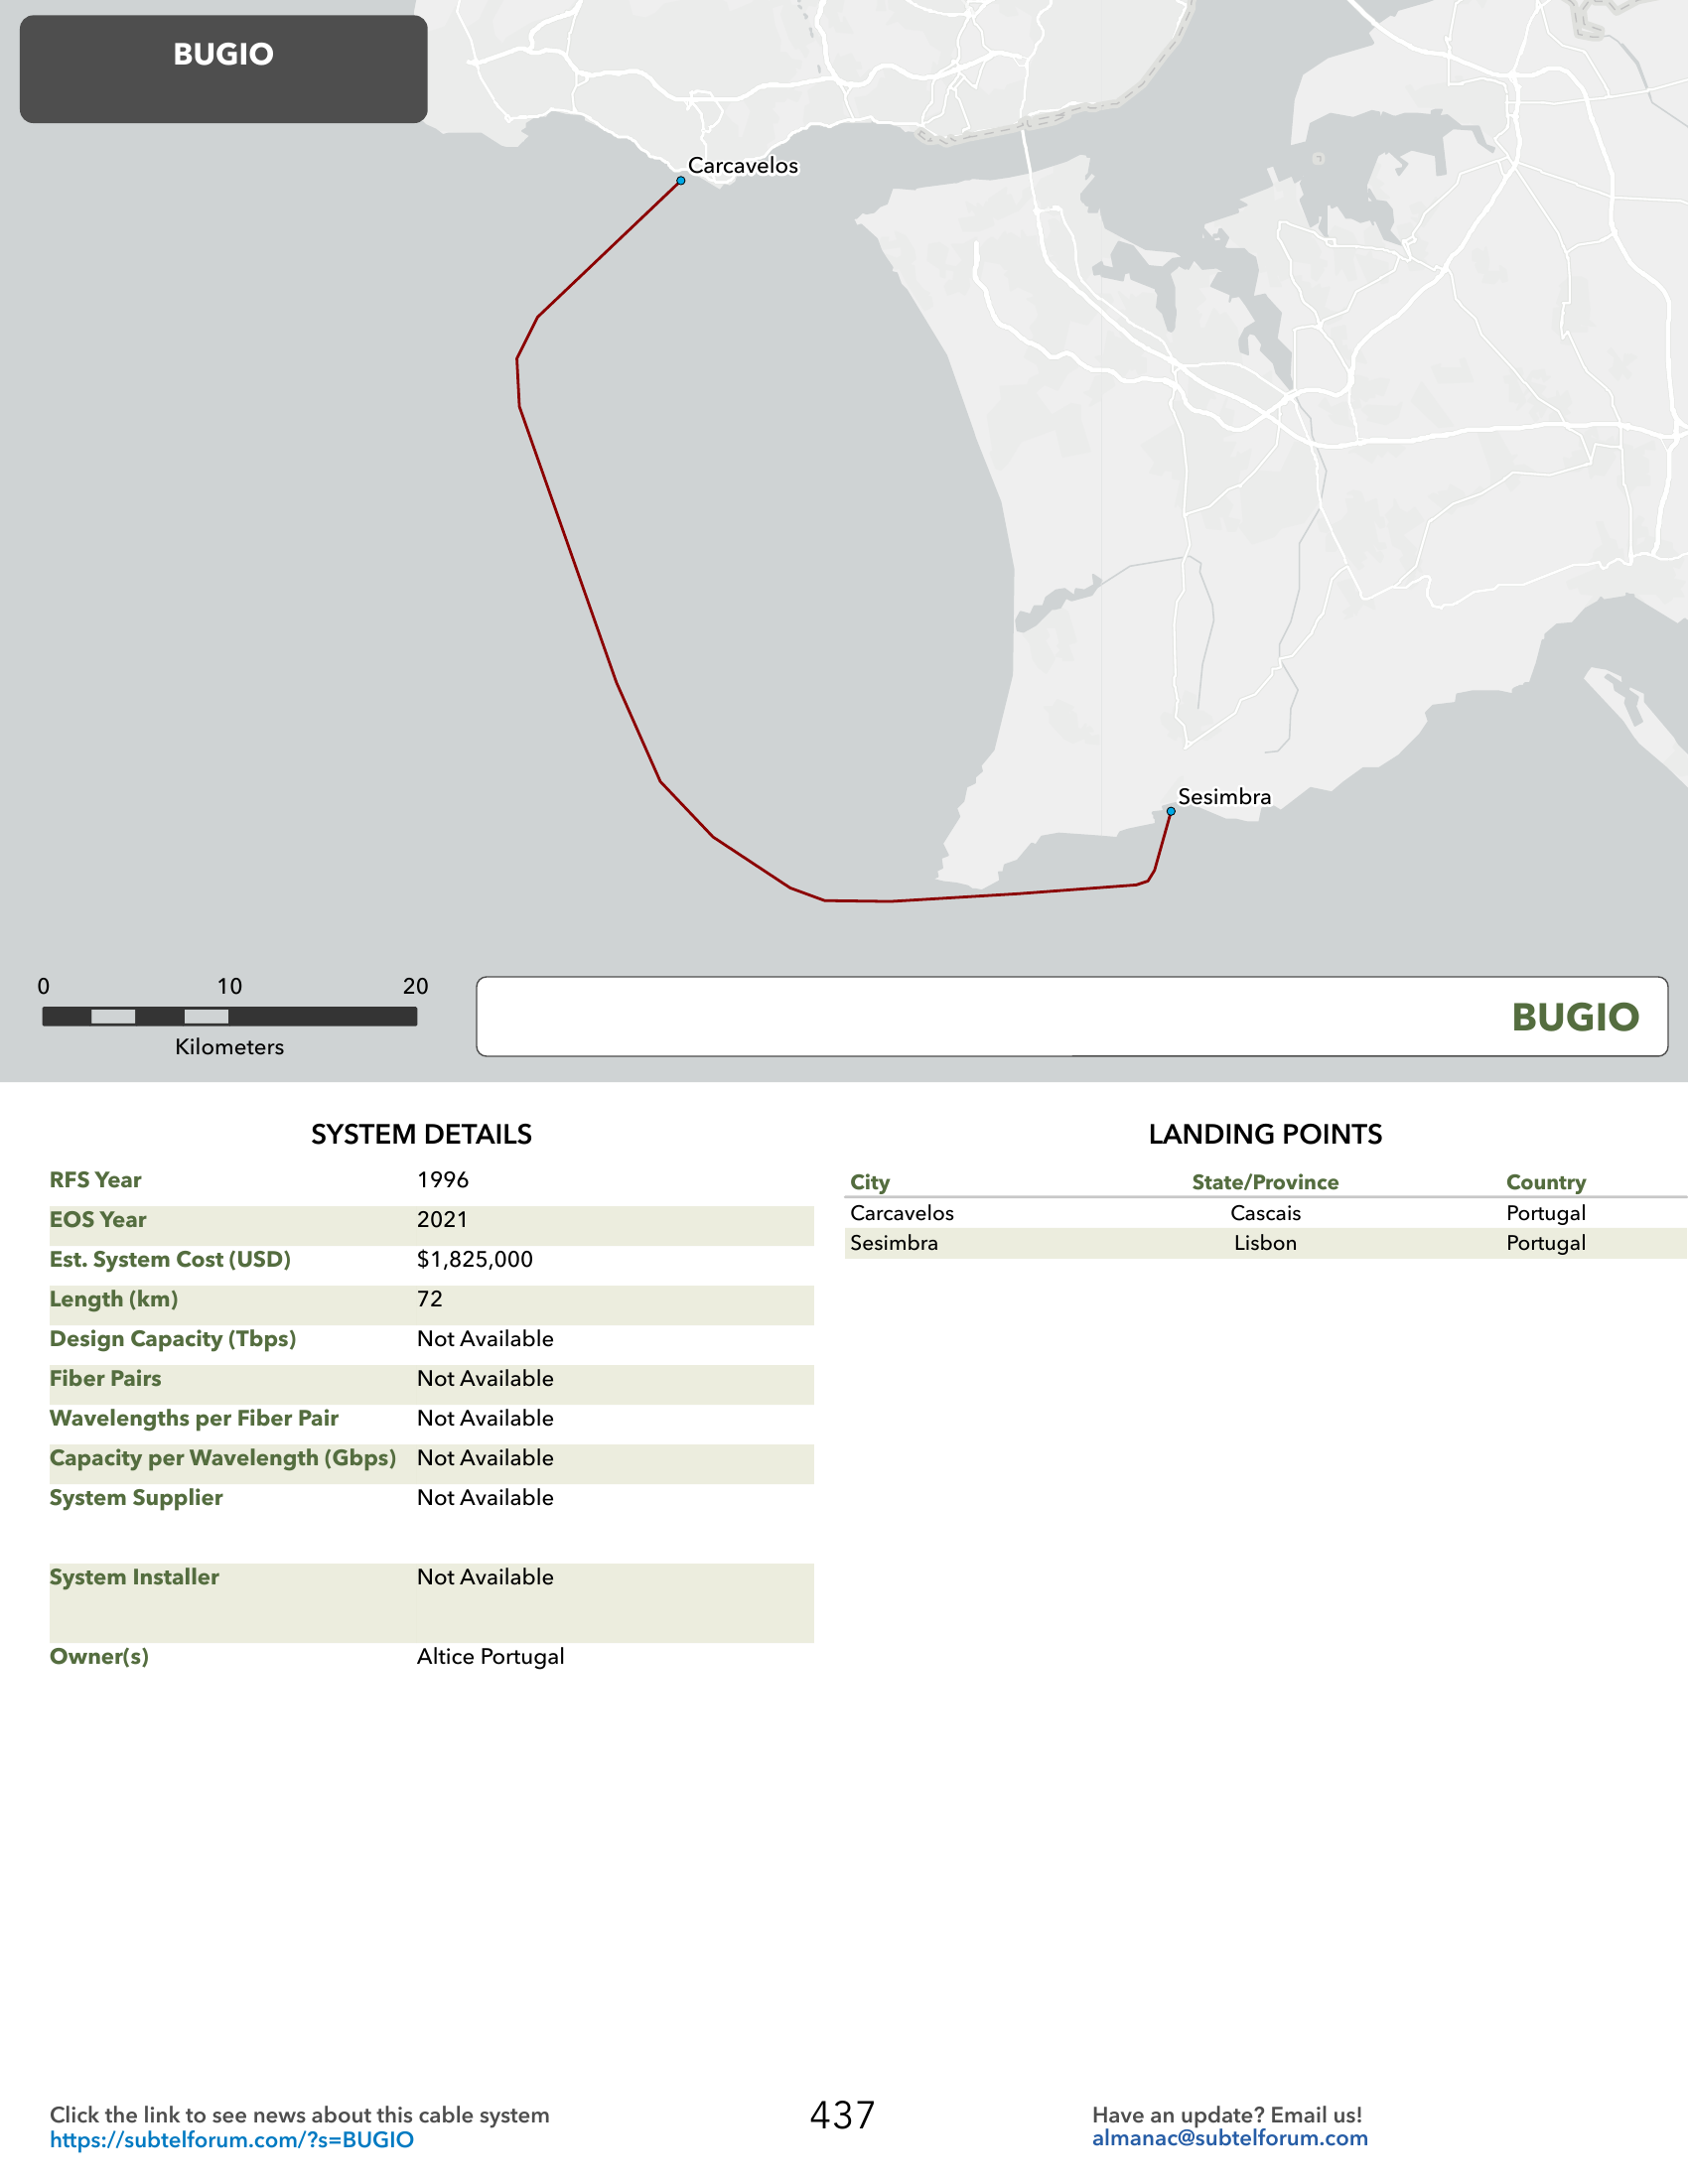 BUGIO
Carcavelos
Sesimbra
0 10 20
Kilometers
BUGIO
SYSTEM DETAILS
RFS Year 1996
EOS Year 2021
Est. System Cost (USD) $1,825,000
Length (km) 72
Design Capacity (Tbps) Not Available
Fiber Pairs Not Available
Wavelengths per Fiber Pair Not Available
Capacity per Wavelength (Gbps) Not Available
System Supplier Not Available
System Installer Not Available
Owner(s) Altice Portugal
LANDING POINTS
City State/Province Country
Carcavelos Cascais Portugal
Sesimbra Lisbon Portugal
Click the link to see news about this cable system
https://subtelforum.com/?s=BUGIO
437
Have an update? Email us!
almanac@subtelforum.com